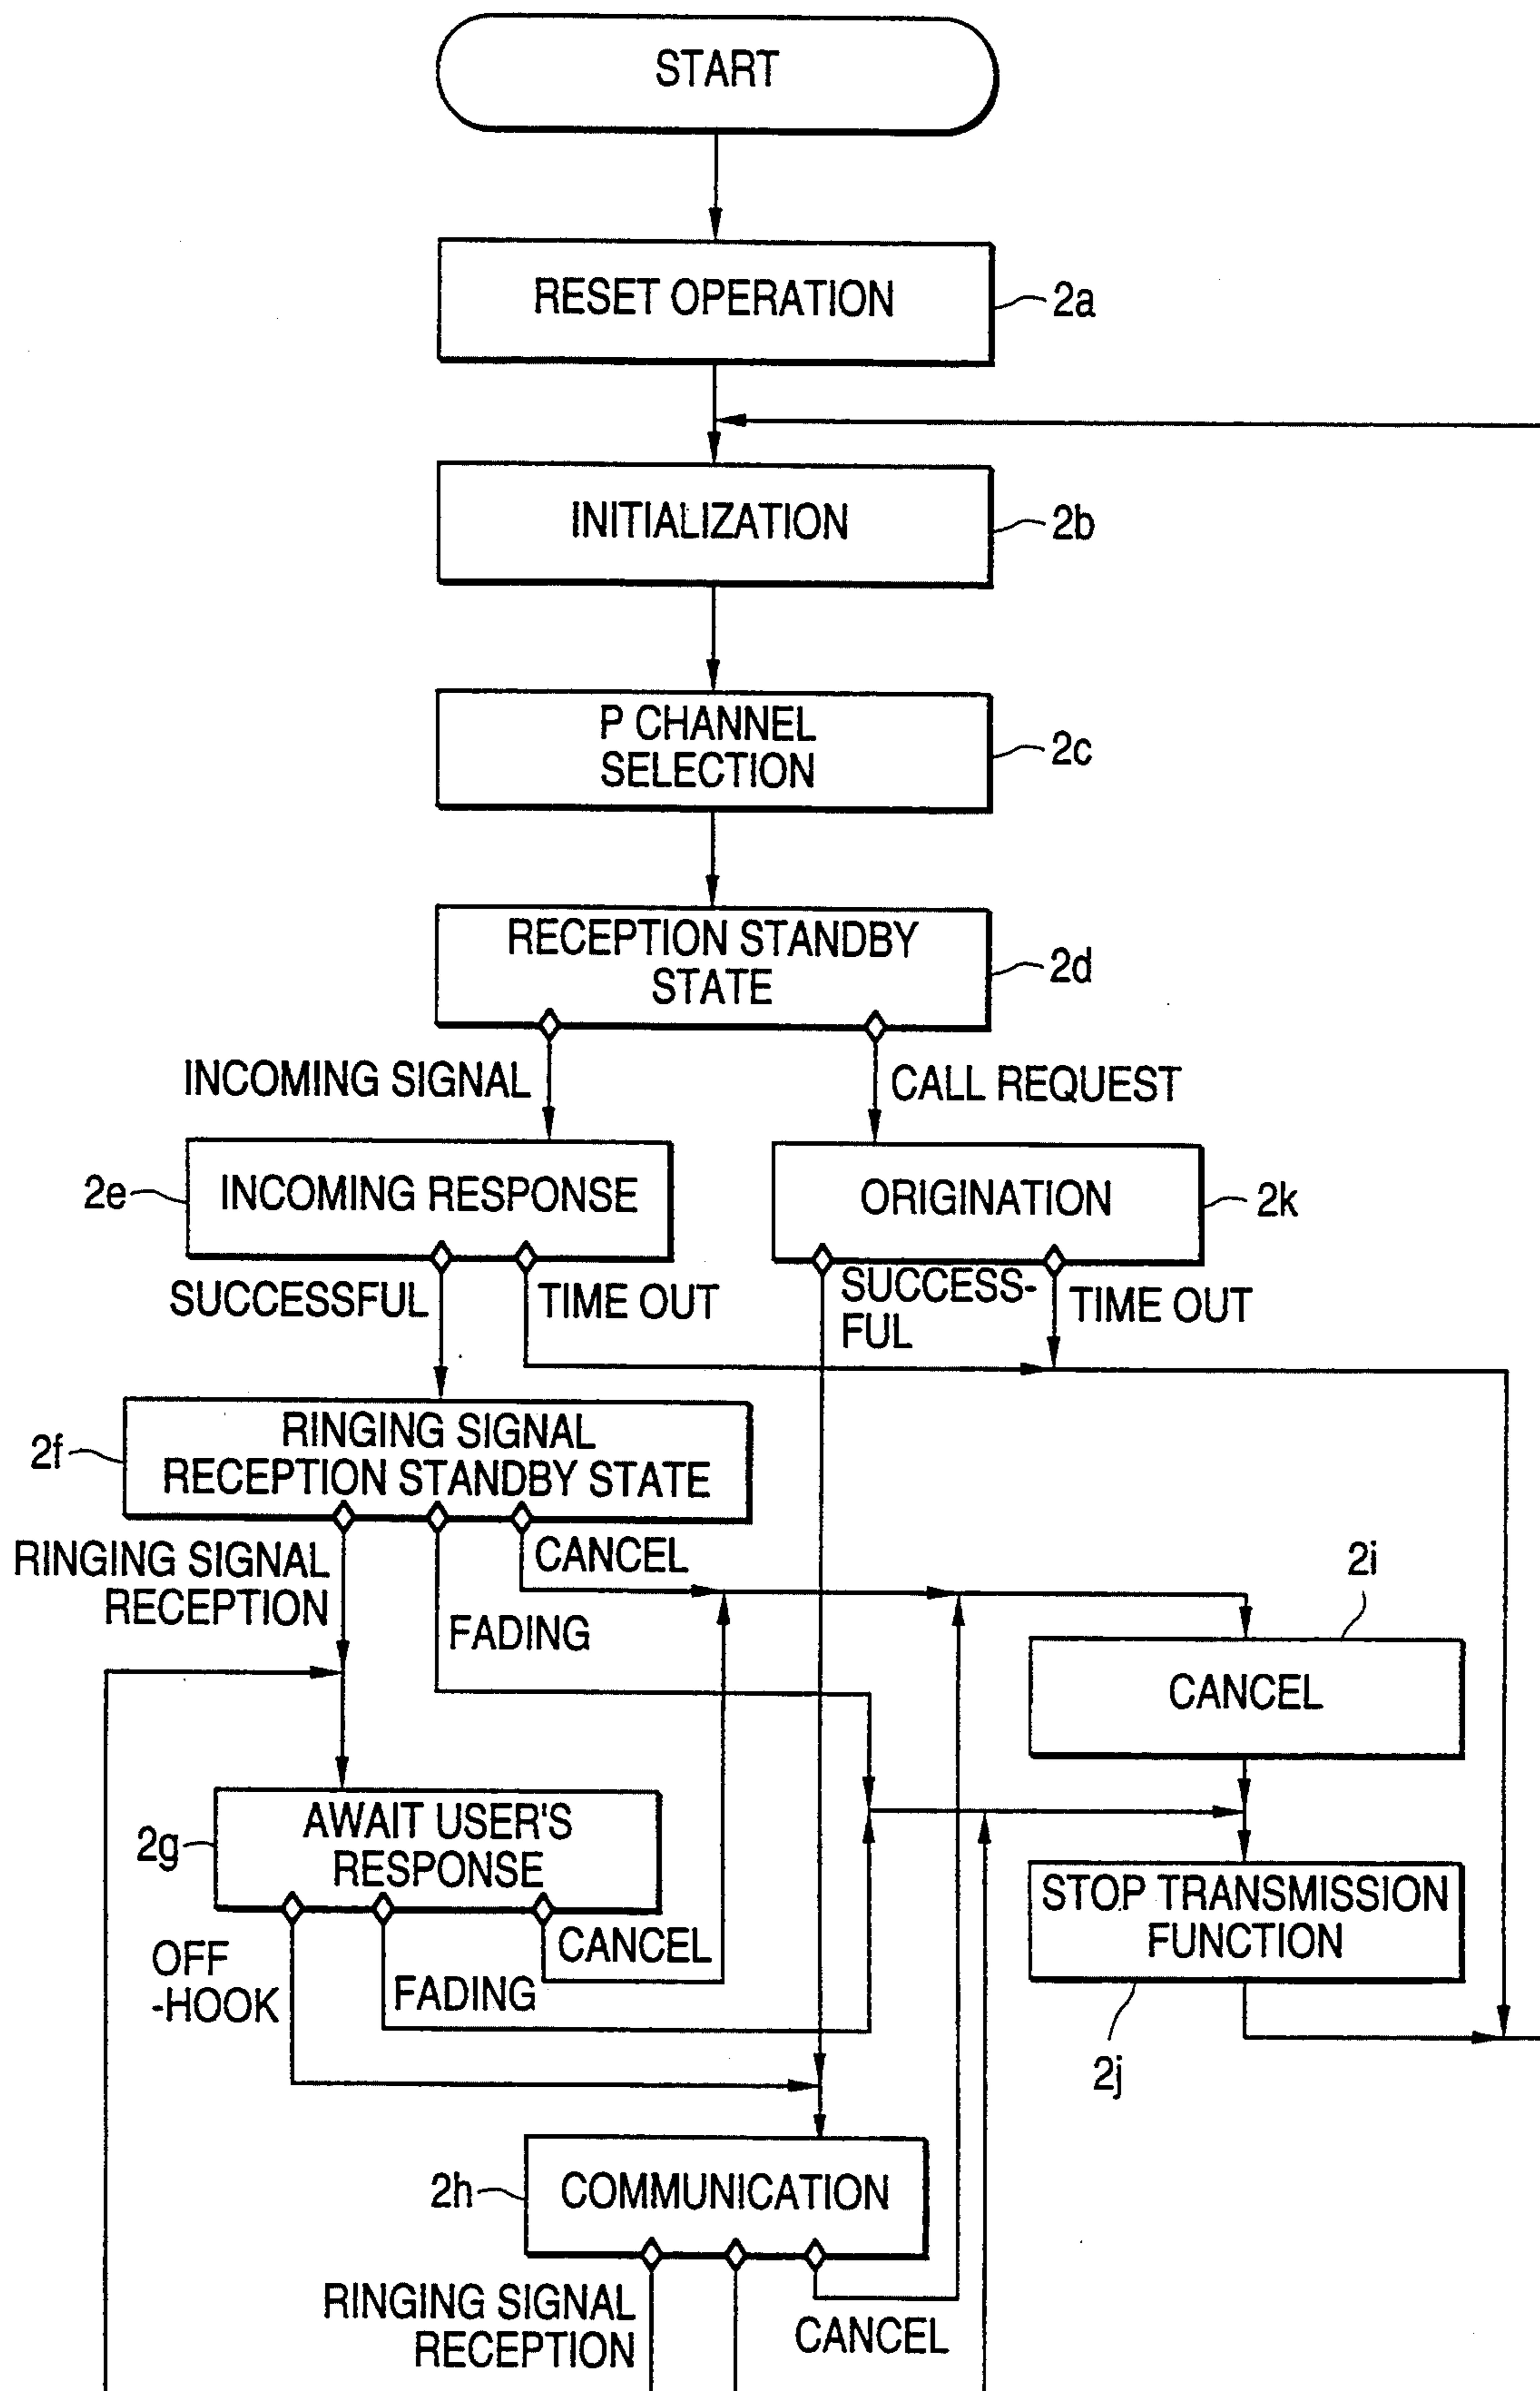 START
RESET OPERATION
2a
INITIALIZATION
2b
P CHANNEL
SELECTION
2c
RECEPTION STANDBY
STATE
2d
INCOMING SIGNAL
CALL REQUEST
2e
INCOMING RESPONSE
ORIGINATION
2k
SUCCESSFUL
TIME OUT
SUCCESS-
FUL
TIME OUT
2f
RINGING SIGNAL
RECEPTION STANDBY STATE
RINGING SIGNAL
RECEPTION
FADING
CANCEL
2i
CANCEL
2g
AWAIT USER'S
RESPONSE
STOP TRANSMISSION
FUNCTION
2j
OFF
-HOOK
FADING
CANCEL
2h
COMMUNICATION
RINGING SIGNAL
RECEPTION
CANCEL